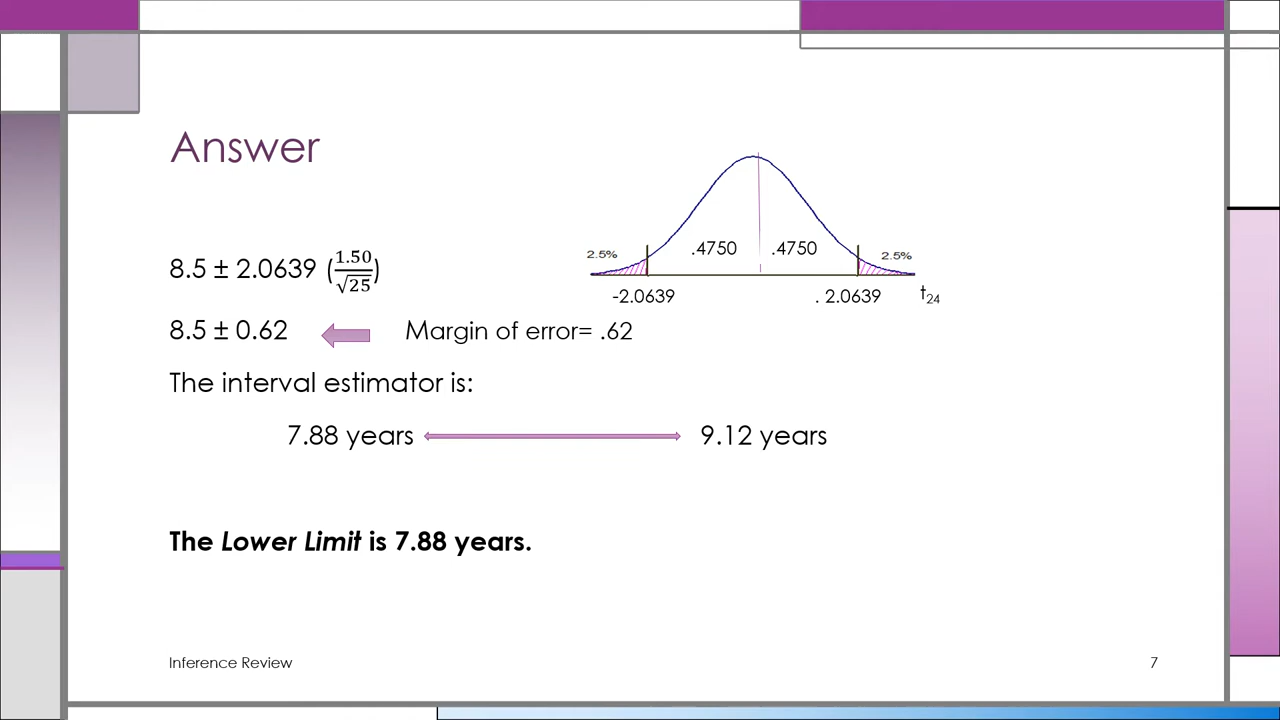 Answer
2.5%
.4750
.4750
2.5%
-2.0639
. 2.0639
t₂₄
8.5 ± 2.0639 (1.50/√25)
8.5 ± 0.62
Margin of error= .62
The interval estimator is:
7.88 years
9.12 years
The Lower Limit is 7.88 years.
Inference Review
7